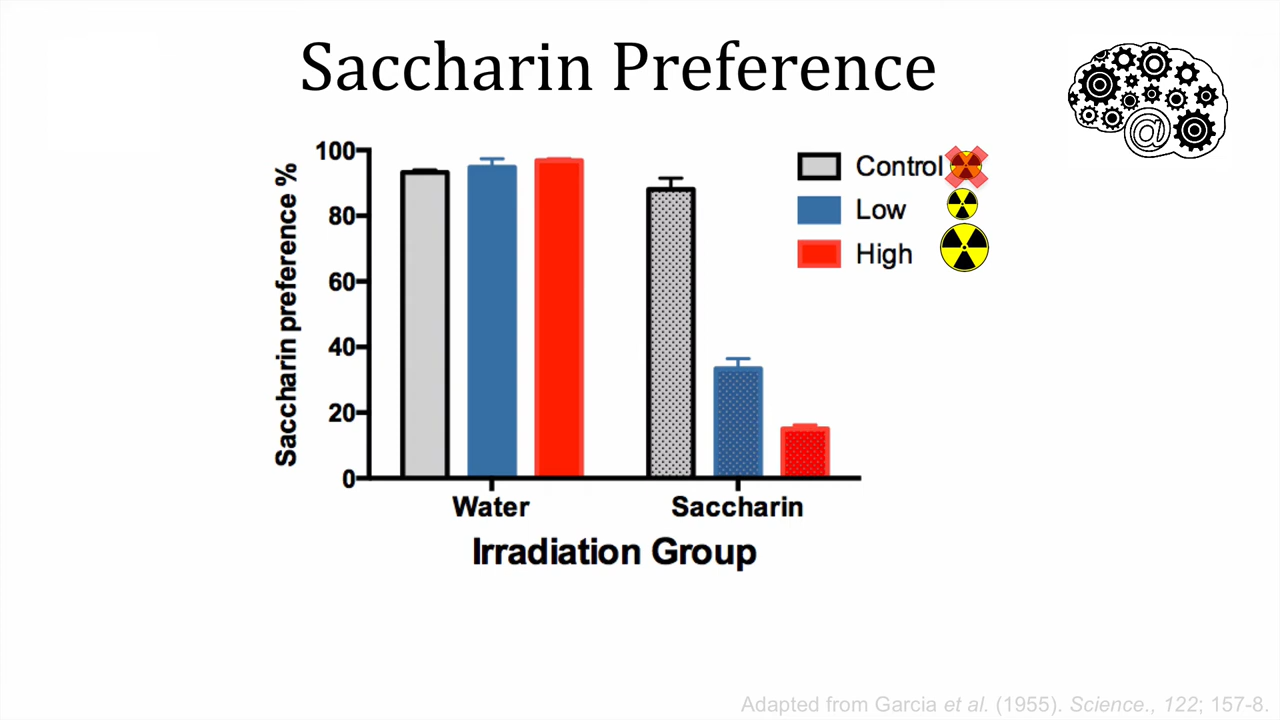 Saccharin Preference
@
Saccharin preference %
100
80
60
40
20
0
Control
Low
High
Water
Saccharin
Irradiation Group
Adapted from Garcia et al. (1955). Science., 122; 157-8.